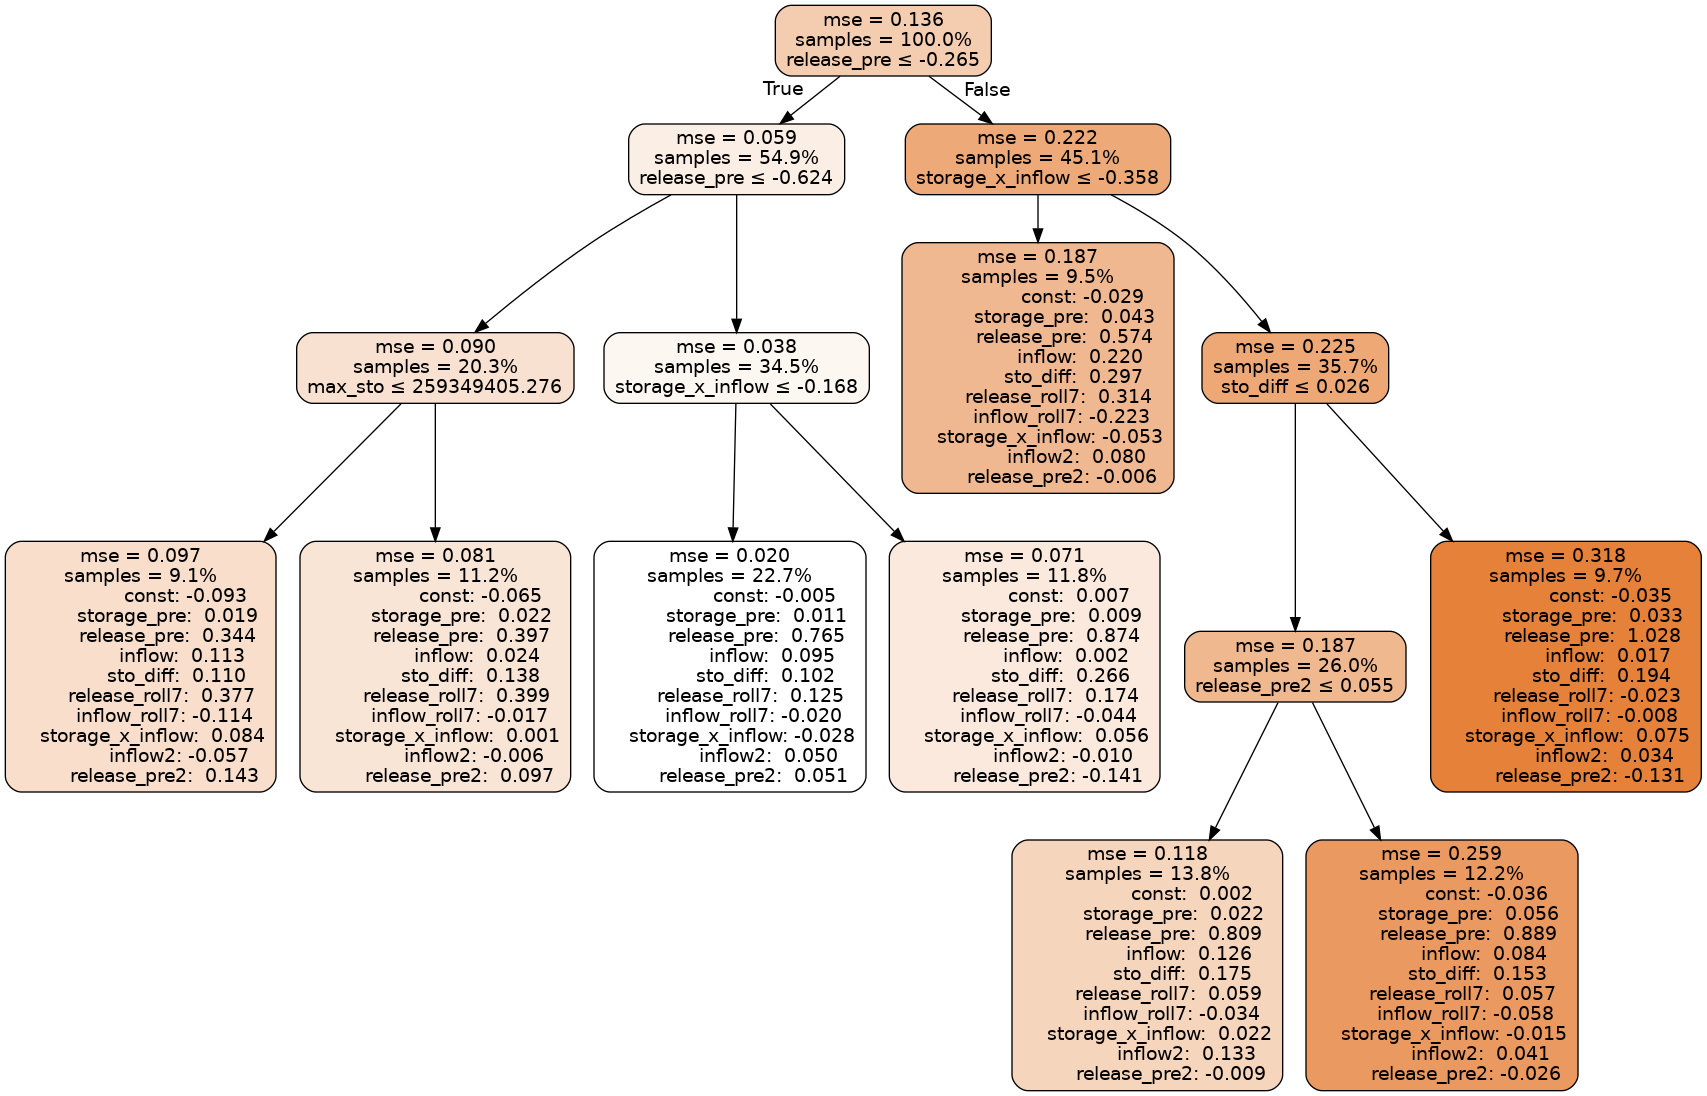 mse = 0.136
samples = 100.0%
release_pre ≤ -0.265
True
False
mse = 0.059
samples = 54.9%
release_pre ≤ -0.624
mse = 0.222
samples = 45.1%
storage_x_inflow ≤ -0.358
mse = 0.187
samples = 9.5%
const: -0.029
storage_pre: 0.043
release_pre: 0.574
inflow: 0.220
sto_diff: 0.297
release_roll7: 0.314
inflow_roll7: -0.223
storage_x_inflow: -0.053
inflow2: 0.080
release_pre2: -0.006
mse = 0.090
samples = 20.3%
max_sto ≤ 259349405.276
mse = 0.038
samples = 34.5%
storage_x_inflow ≤ -0.168
mse = 0.225
samples = 35.7%
sto_diff ≤ 0.026
mse = 0.097
samples = 9.1%
const: -0.093
storage_pre: 0.019
release_pre: 0.344
inflow: 0.113
sto_diff: 0.110
release_roll7: 0.377
inflow_roll7: -0.114
storage_x_inflow: 0.084
inflow2: -0.057
release_pre2: 0.143
mse = 0.081
samples = 11.2%
const: -0.065
storage_pre: 0.022
release_pre: 0.397
inflow: 0.024
sto_diff: 0.138
release_roll7: 0.399
inflow_roll7: -0.017
storage_x_inflow: 0.001
inflow2: -0.006
release_pre2: 0.097
mse = 0.020
samples = 22.7%
const: -0.005
storage_pre: 0.011
release_pre: 0.765
inflow: 0.095
sto_diff: 0.102
release_roll7: 0.125
inflow_roll7: -0.020
storage_x_inflow: -0.028
inflow2: 0.050
release_pre2: 0.051
mse = 0.071
samples = 11.8%
const: 0.007
storage_pre: 0.009
release_pre: 0.874
inflow: 0.002
sto_diff: 0.266
release_roll7: 0.174
inflow_roll7: -0.044
storage_x_inflow: 0.056
inflow2: -0.010
release_pre2: -0.141
mse = 0.318
samples = 9.7%
const: -0.035
storage_pre: 0.033
release_pre: 1.028
inflow: 0.017
sto_diff: 0.194
release_roll7: -0.023
inflow_roll7: -0.008
storage_x_inflow: 0.075
inflow2: 0.034
release_pre2: -0.131
mse = 0.187
samples = 26.0%
release_pre2 ≤ 0.055
mse = 0.118
samples = 13.8%
const: 0.002
storage_pre: 0.022
release_pre: 0.809
inflow: 0.126
sto_diff: 0.175
release_roll7: 0.059
inflow_roll7: -0.034
storage_x_inflow: 0.022
inflow2: 0.133
release_pre2: -0.009
mse = 0.259
samples = 12.2%
const: -0.036
storage_pre: 0.056
release_pre: 0.889
inflow: 0.084
sto_diff: 0.153
release_roll7: 0.057
inflow_roll7: -0.058
storage_x_inflow: -0.015
inflow2: 0.041
release_pre2: -0.026